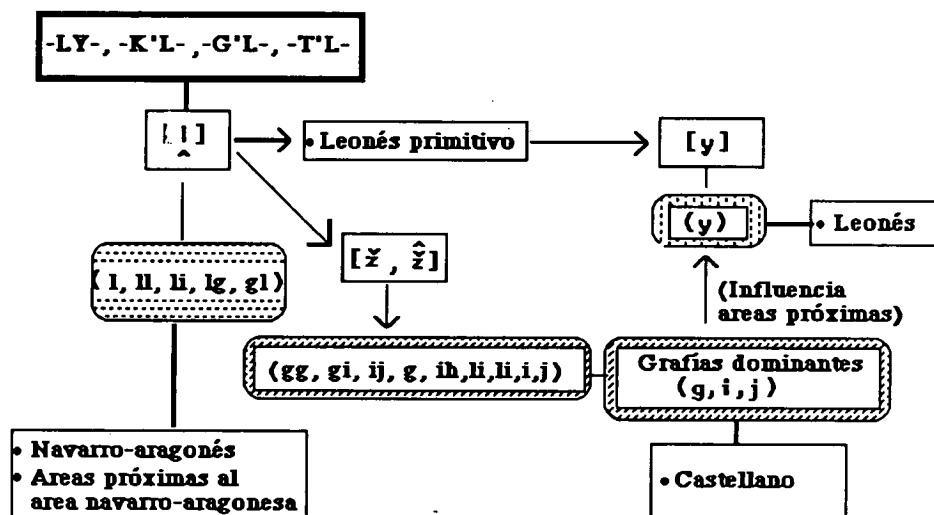 -LY-, -K'L-, -G'L-, -T'L-
[l̂]
• Leonés primitivo
[y]
(y)
• Leonés
(l, ll, li, lg, gl)
[ž, ẑ]
(Influencia
areas próximas)
(gg, gi, ij, g, ih,li,li,i,j)
Grafías dominantes
(g,i,j)
• Navarro-aragonés
• Areas próximas al
area navarro-aragonesa
• Castellano